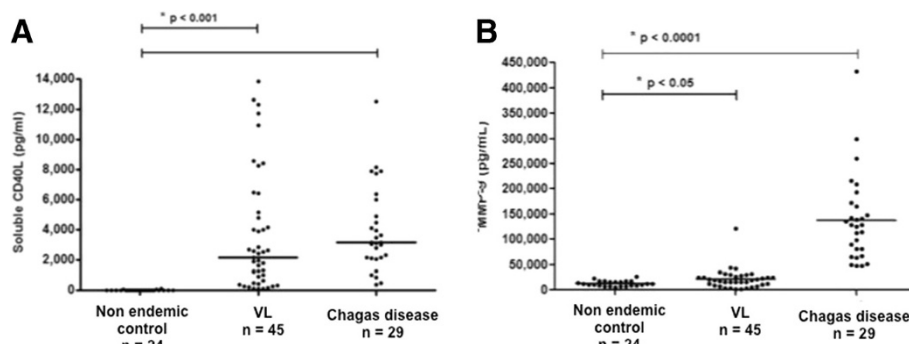 A
* p < 0.001
Soluble CD40L (pg/ml)
14,000
12,000
10,000
8,000
6,000
4,000
2,000
0
Non endemic
control
VL
n = 45
Chagas disease
n = 29
B
* p < 0.0001
* p < 0.05
(pg/mL)
450,000
400,000
350,000
300,000
250,000
200,000
150,000
100,000
50,000
0
Non endemic
control
VL
n = 45
Chagas disease
n = 29